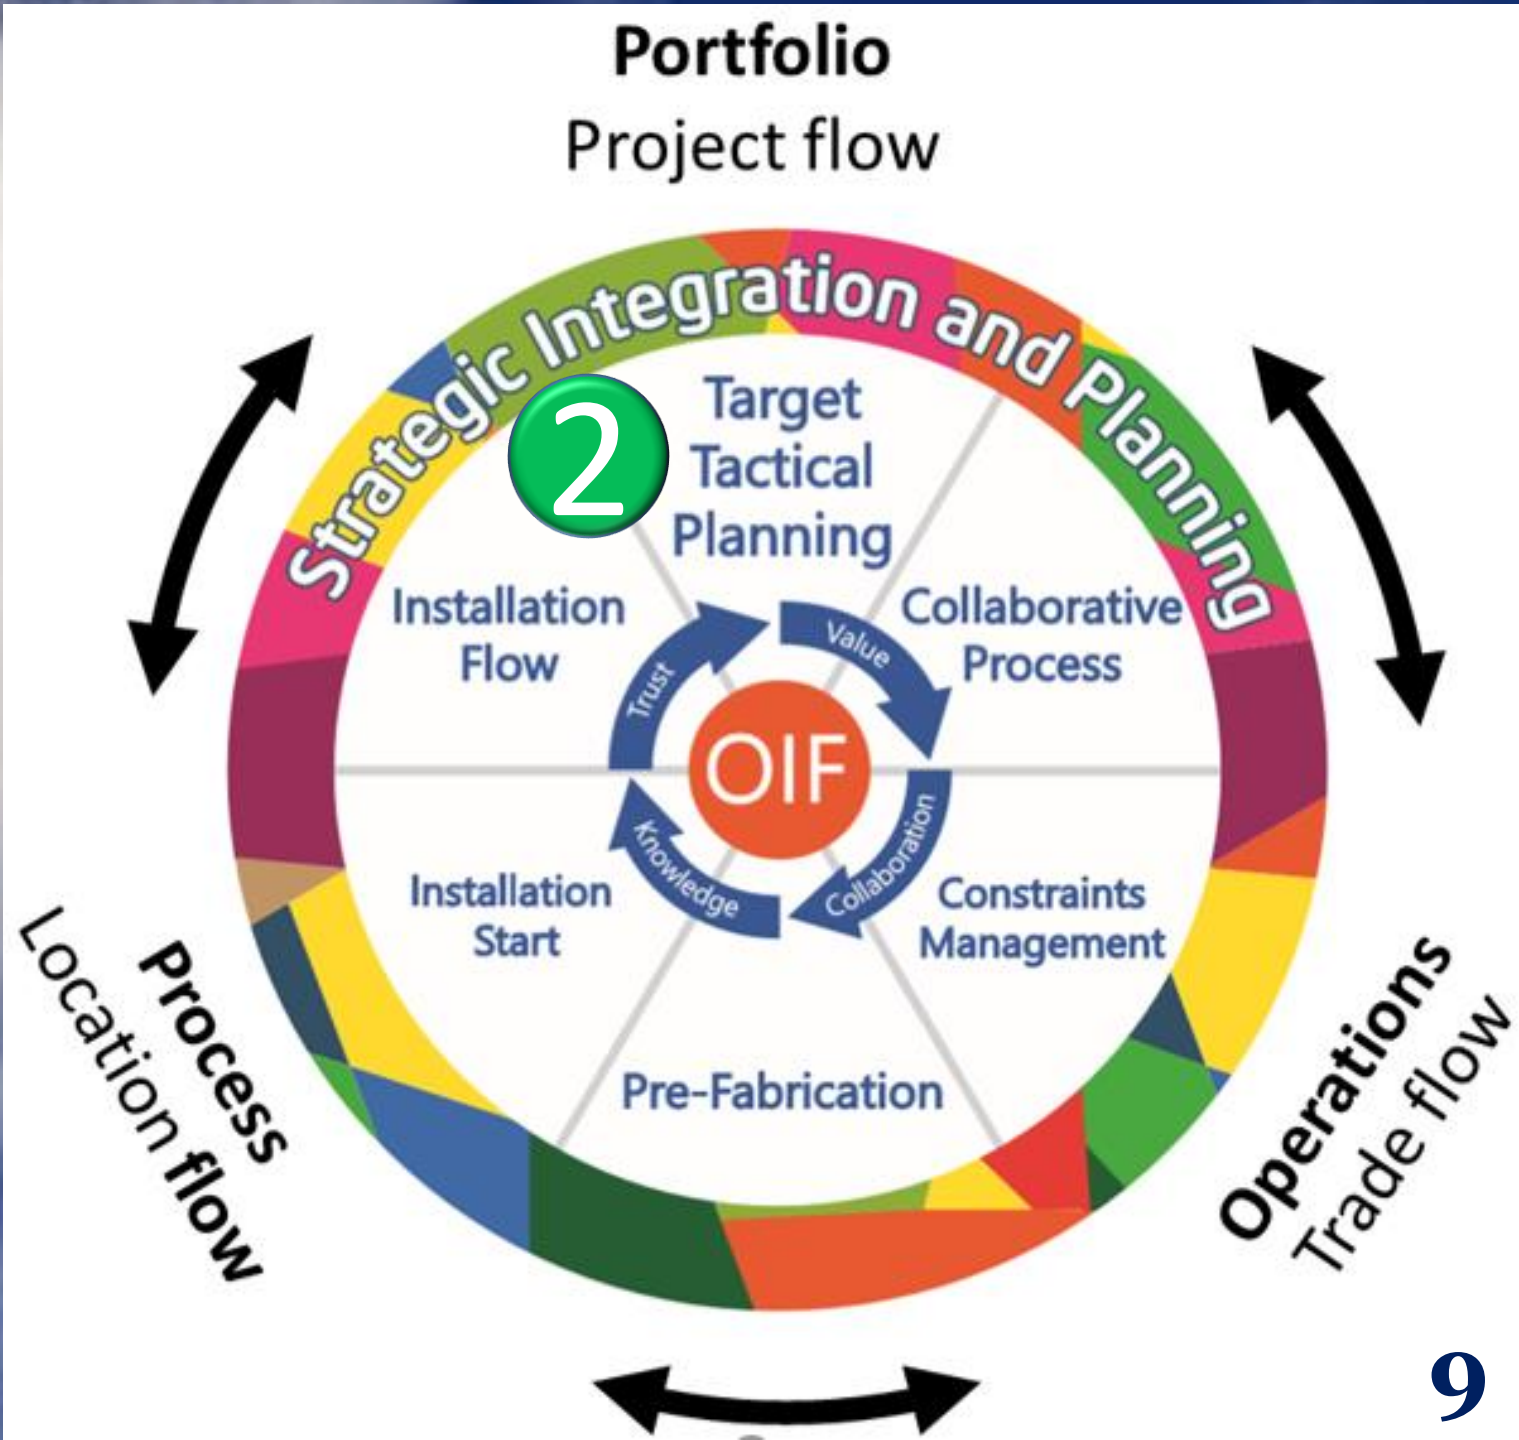 Portfolio
Project flow
Strategic Integration and Planning
2
Target
Tactical
Planning
Installation
Flow
Collaborative
Process
Trust
Value
OIF
Knowledge
Collaboration
Installation
Start
Constraints
Management
Pre-Fabrication
Process
Location flow
Operations
Trade flow
9